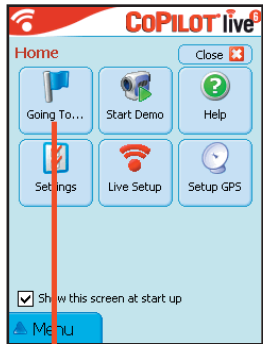 CoPilot live 6
Home
Close
Going To...
Start Demo
Help
Settings
Live Setup
Setup GPS
Show this screen at start up
Menu